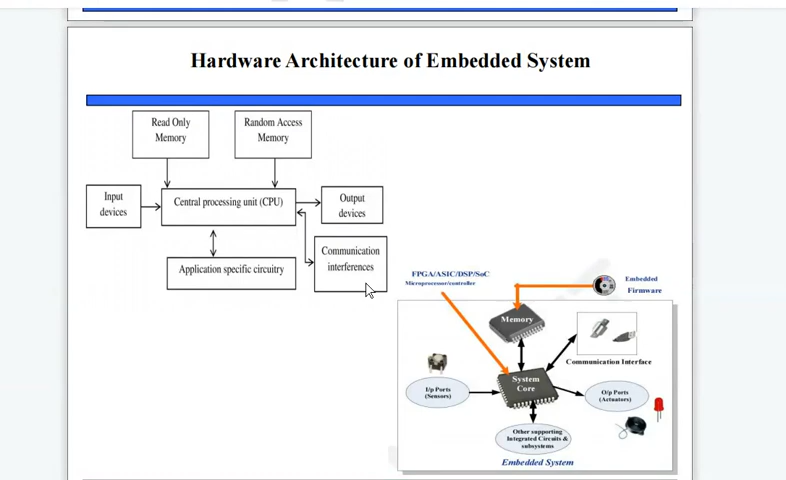 Hardware Architecture of Embedded System
Read Only
Memory
Random Access
Memory
Input
devices
Central processing unit (CPU)
Output
devices
Application specific circuitry
Communication
interferences
FPGA/ASIC/DSP/SoC
Microprocessor/controller
Embedded
Firmware
Memory
Communication Interface
System
Core
I/p Ports
(Sensors)
O/p Ports
(Actuators)
Other supporting
Integrated Circuits &
subsystems
Embedded System